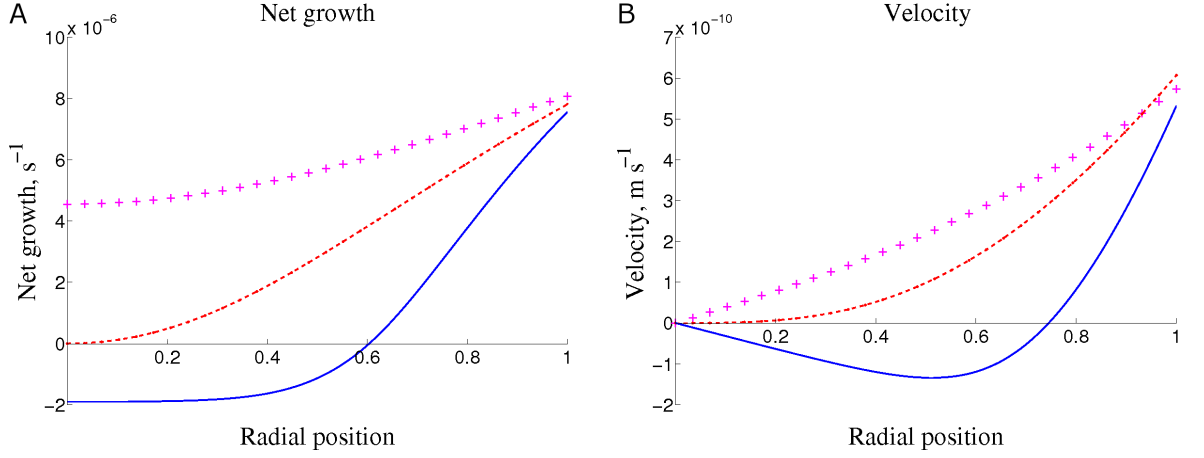 A
Net growth
10 x 10⁻⁶
8
6
4
2
0
−2
0.2
0.4
0.6
0.8
1
Net growth, s⁻¹
Radial position
B
Velocity
7 x 10⁻¹⁰
6
5
4
3
2
1
0
−1
−2
0.2
0.4
0.6
0.8
1
Velocity, m s⁻¹
Radial position